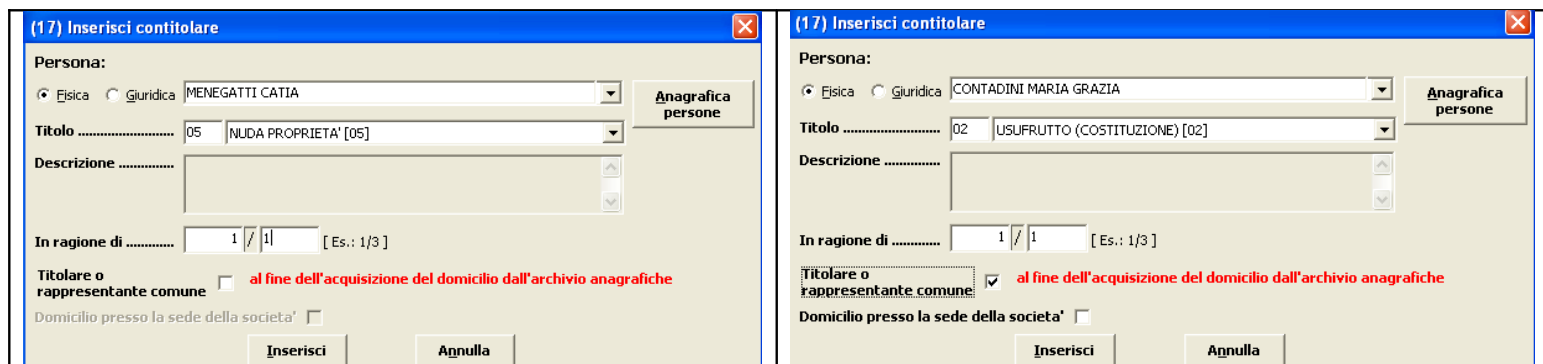 (17) Inserisci contitolare
Persona:
Fisica Giuridica MENEGATTI CATIA
Anagrafica
persone
Titolo .......................... 05 NUDA PROPRIETA' [05]
Descrizione ...............
In ragione di ............ 1 / 1 [ Es.: 1/3 ]
Titolare o
rappresentante comune al fine dell'acquisizione del domicilio dall'archivio anagrafiche
Domicilio presso la sede della societa'
Inserisci Annulla
(17) Inserisci contitolare
Persona:
Fisica Giuridica CONTADINI MARIA GRAZIA
Anagrafica
persone
Titolo .......................... 02 USUFRUTTO (COSTITUZIONE) [02]
Descrizione ...............
In ragione di ............ 1 / 1 [ Es.: 1/3 ]
Titolare o
rappresentante comune al fine dell'acquisizione del domicilio dall'archivio anagrafiche
Domicilio presso la sede della societa'
Inserisci Annulla